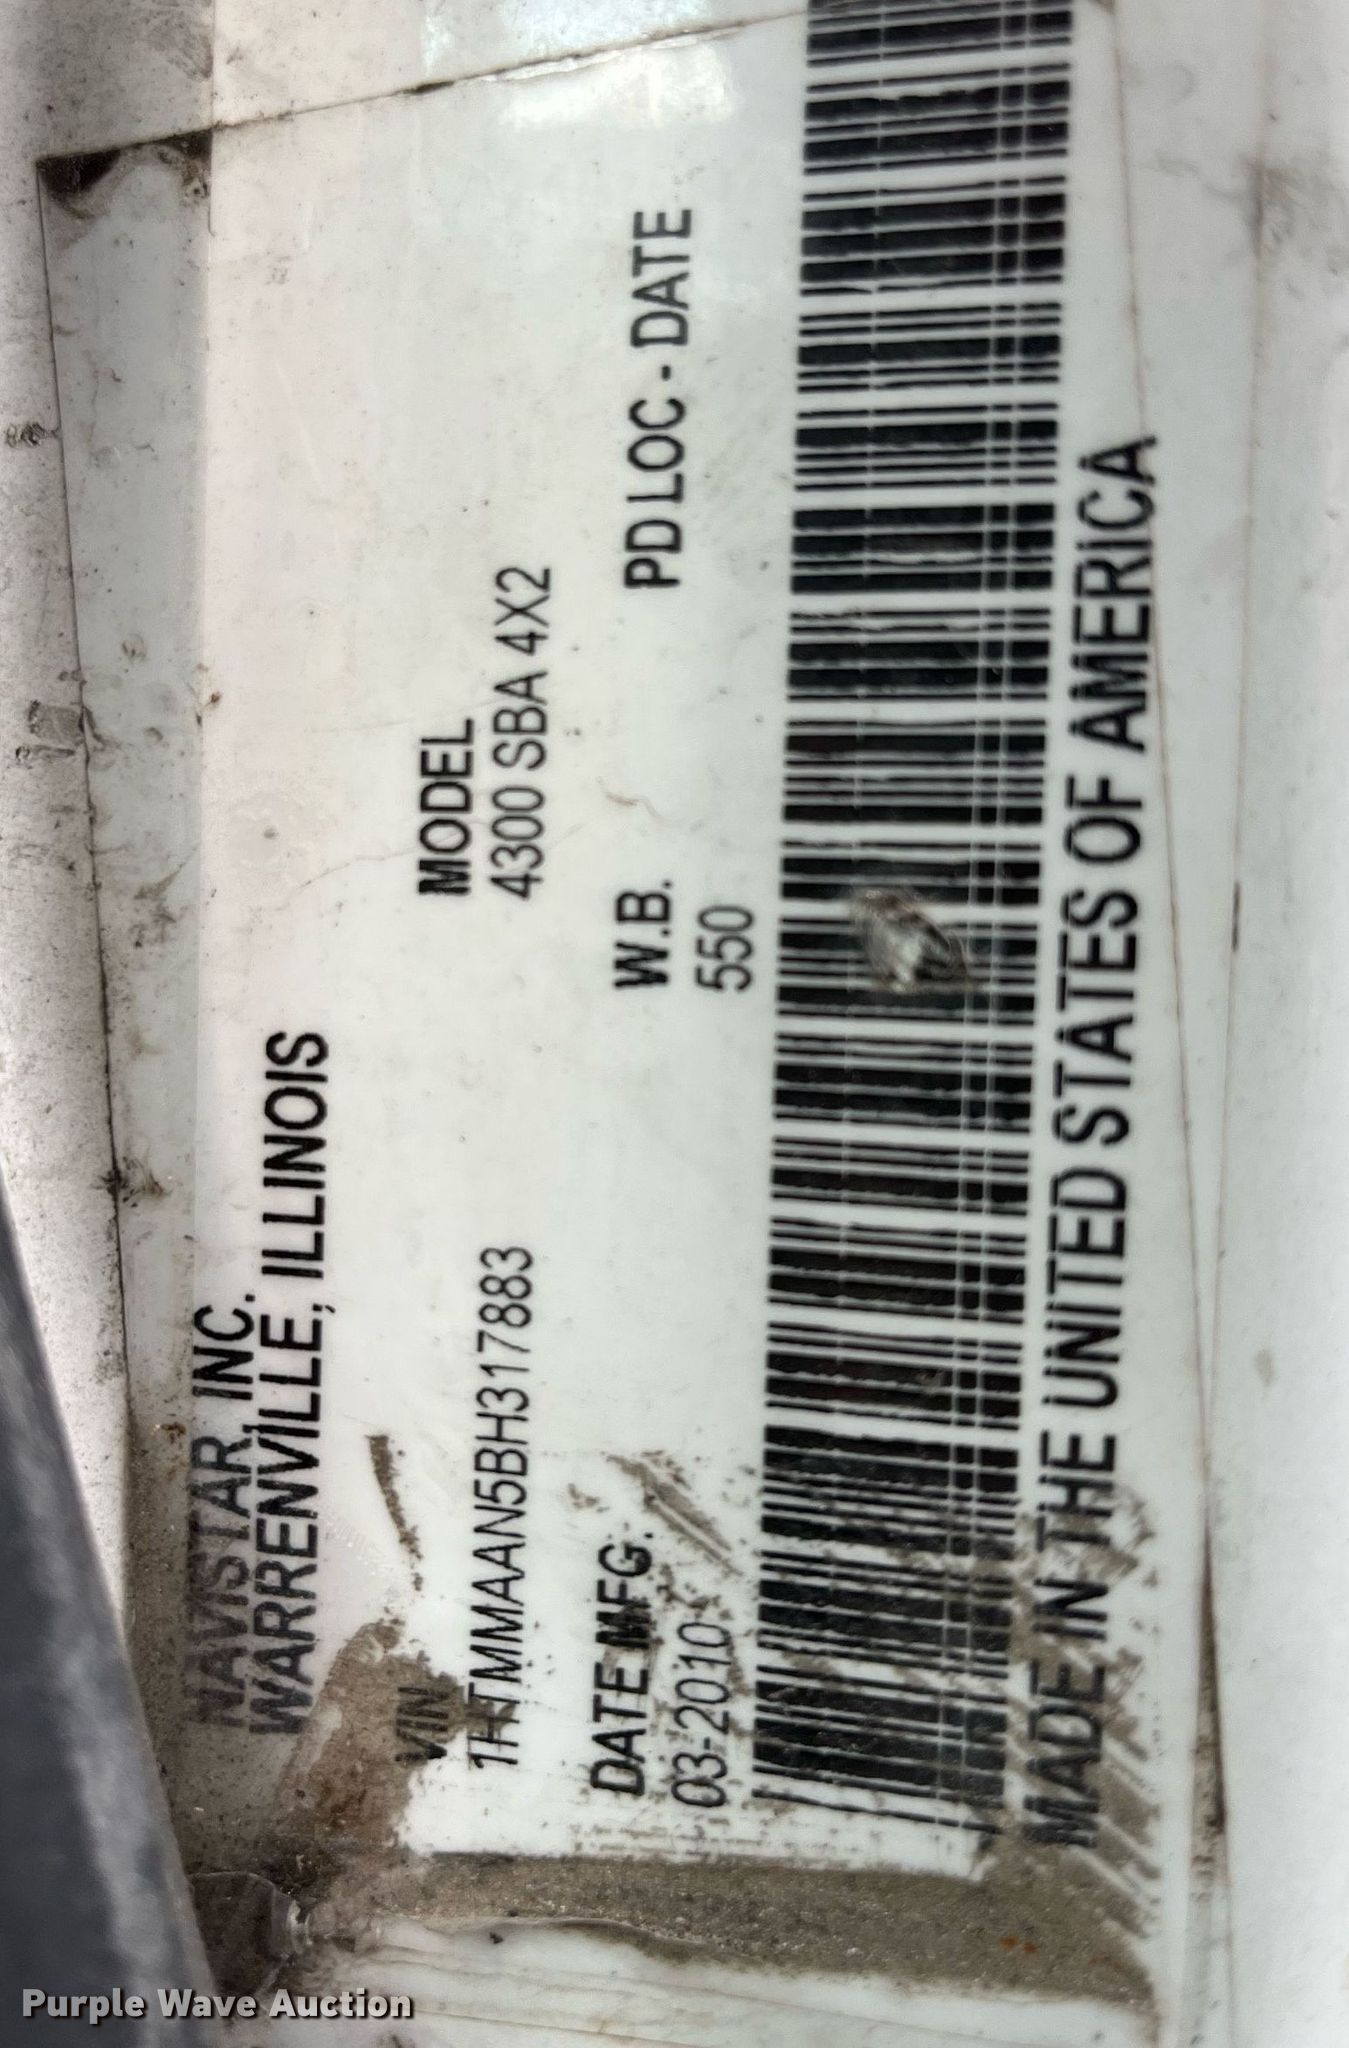 NAVISTAR, INC.
WARRENVILLE, ILLINOIS
VIN
1HTMMAAN5BH317883
MODEL
4300 SBA 4X2
DATE MFG.
03-2010
W.B.
550
PD LOC - DATE
MADE IN THE UNITED STATES OF AMERICA
Purple Wave Auction